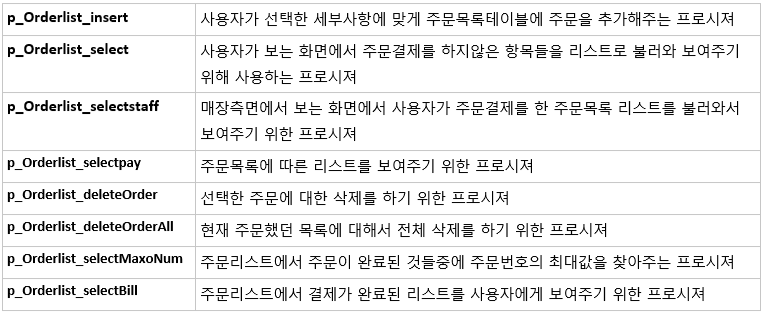 p_Orderlist_insert 사용자가 선택한 세부사항에 맞게 주문목록테이블에 주문을 추가해주는 프로시져
p_Orderlist_select 사용자가 보는 화면에서 주문결제를 하지않은 항목들을 리스트로 불러와 보여주기
위해 사용하는 프로시져
p_Orderlist_selectstaff 매장측면에서 보는 화면에서 사용자가 주문결제를 한 주문목록 리스트를 불러와서
보여주기 위한 프로시져
p_Orderlist_selectpay 주문목록에 따른 리스트를 보여주기 위한 프로시져
p_Orderlist_deleteOrder 선택한 주문에 대한 삭제를 하기 위한 프로시져
p_Orderlist_deleteOrderAll 현재 주문했던 목록에 대해서 전체 삭제를 하기 위한 프로시져
p_Orderlist_selectMaxoNum 주문리스트에서 주문이 완료된 것들중에 주문번호의 최대값을 찾아주는 프로시져
p_Orderlist_selectBill 주문리스트에서 결제가 완료된 리스트를 사용자에게 보여주기 위한 프로시져